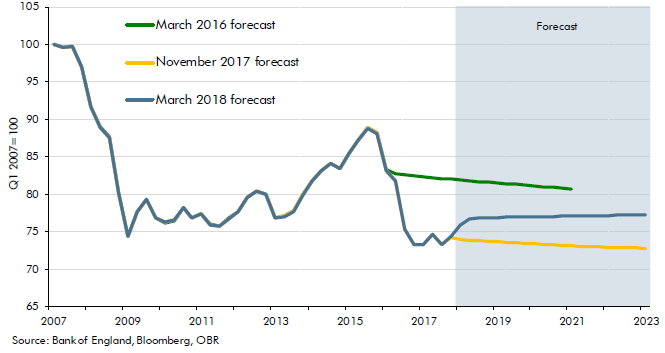 105
100
95
90
85
80
75
70
65
Q1 2007= 100
March 2016 forecast
November 2017 forecast
March 2018 forecast
Forecast
2007 2009 2011 2013 2015 2017 2019 2021 2023
Source: Bank of England, Bloomberg, OBR